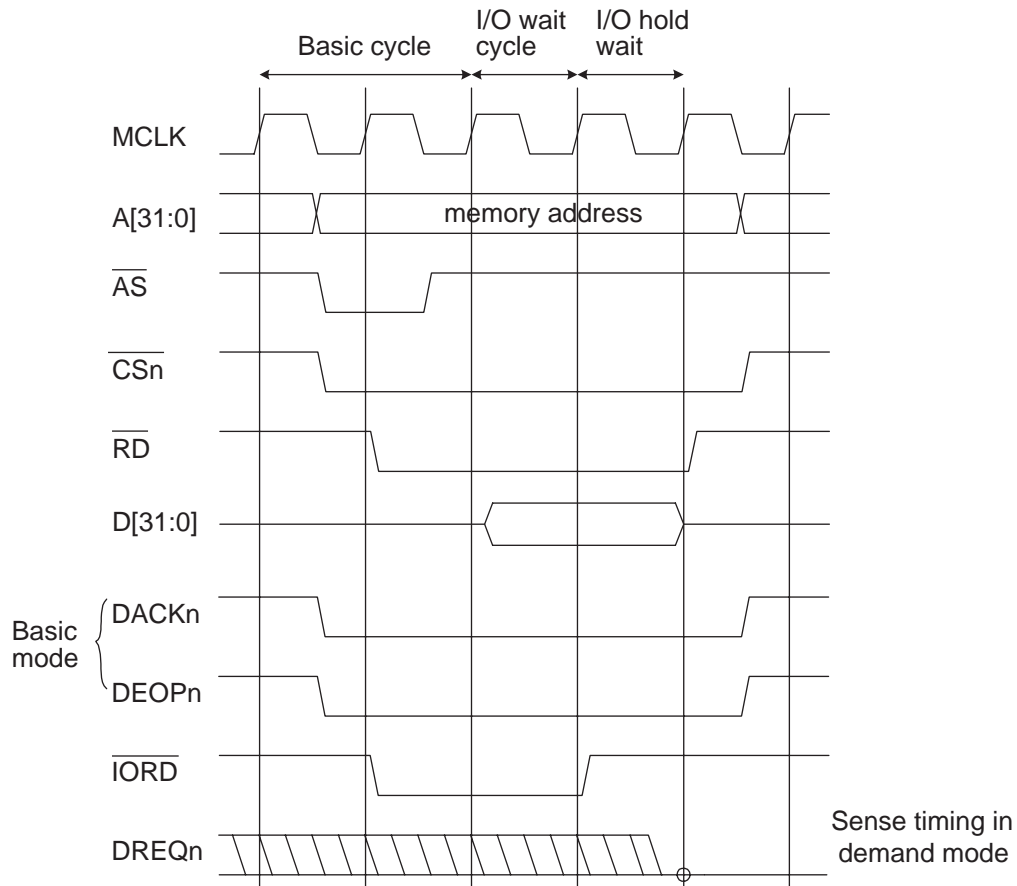 Basic cycle
I/O wait
cycle
I/O hold
wait
MCLK
A[31:0]
memory address
AS
CSn
RD
D[31:0]
Basic
mode
DACKn
DEOPn
IORD
DREQn
Sense timing in
demand mode